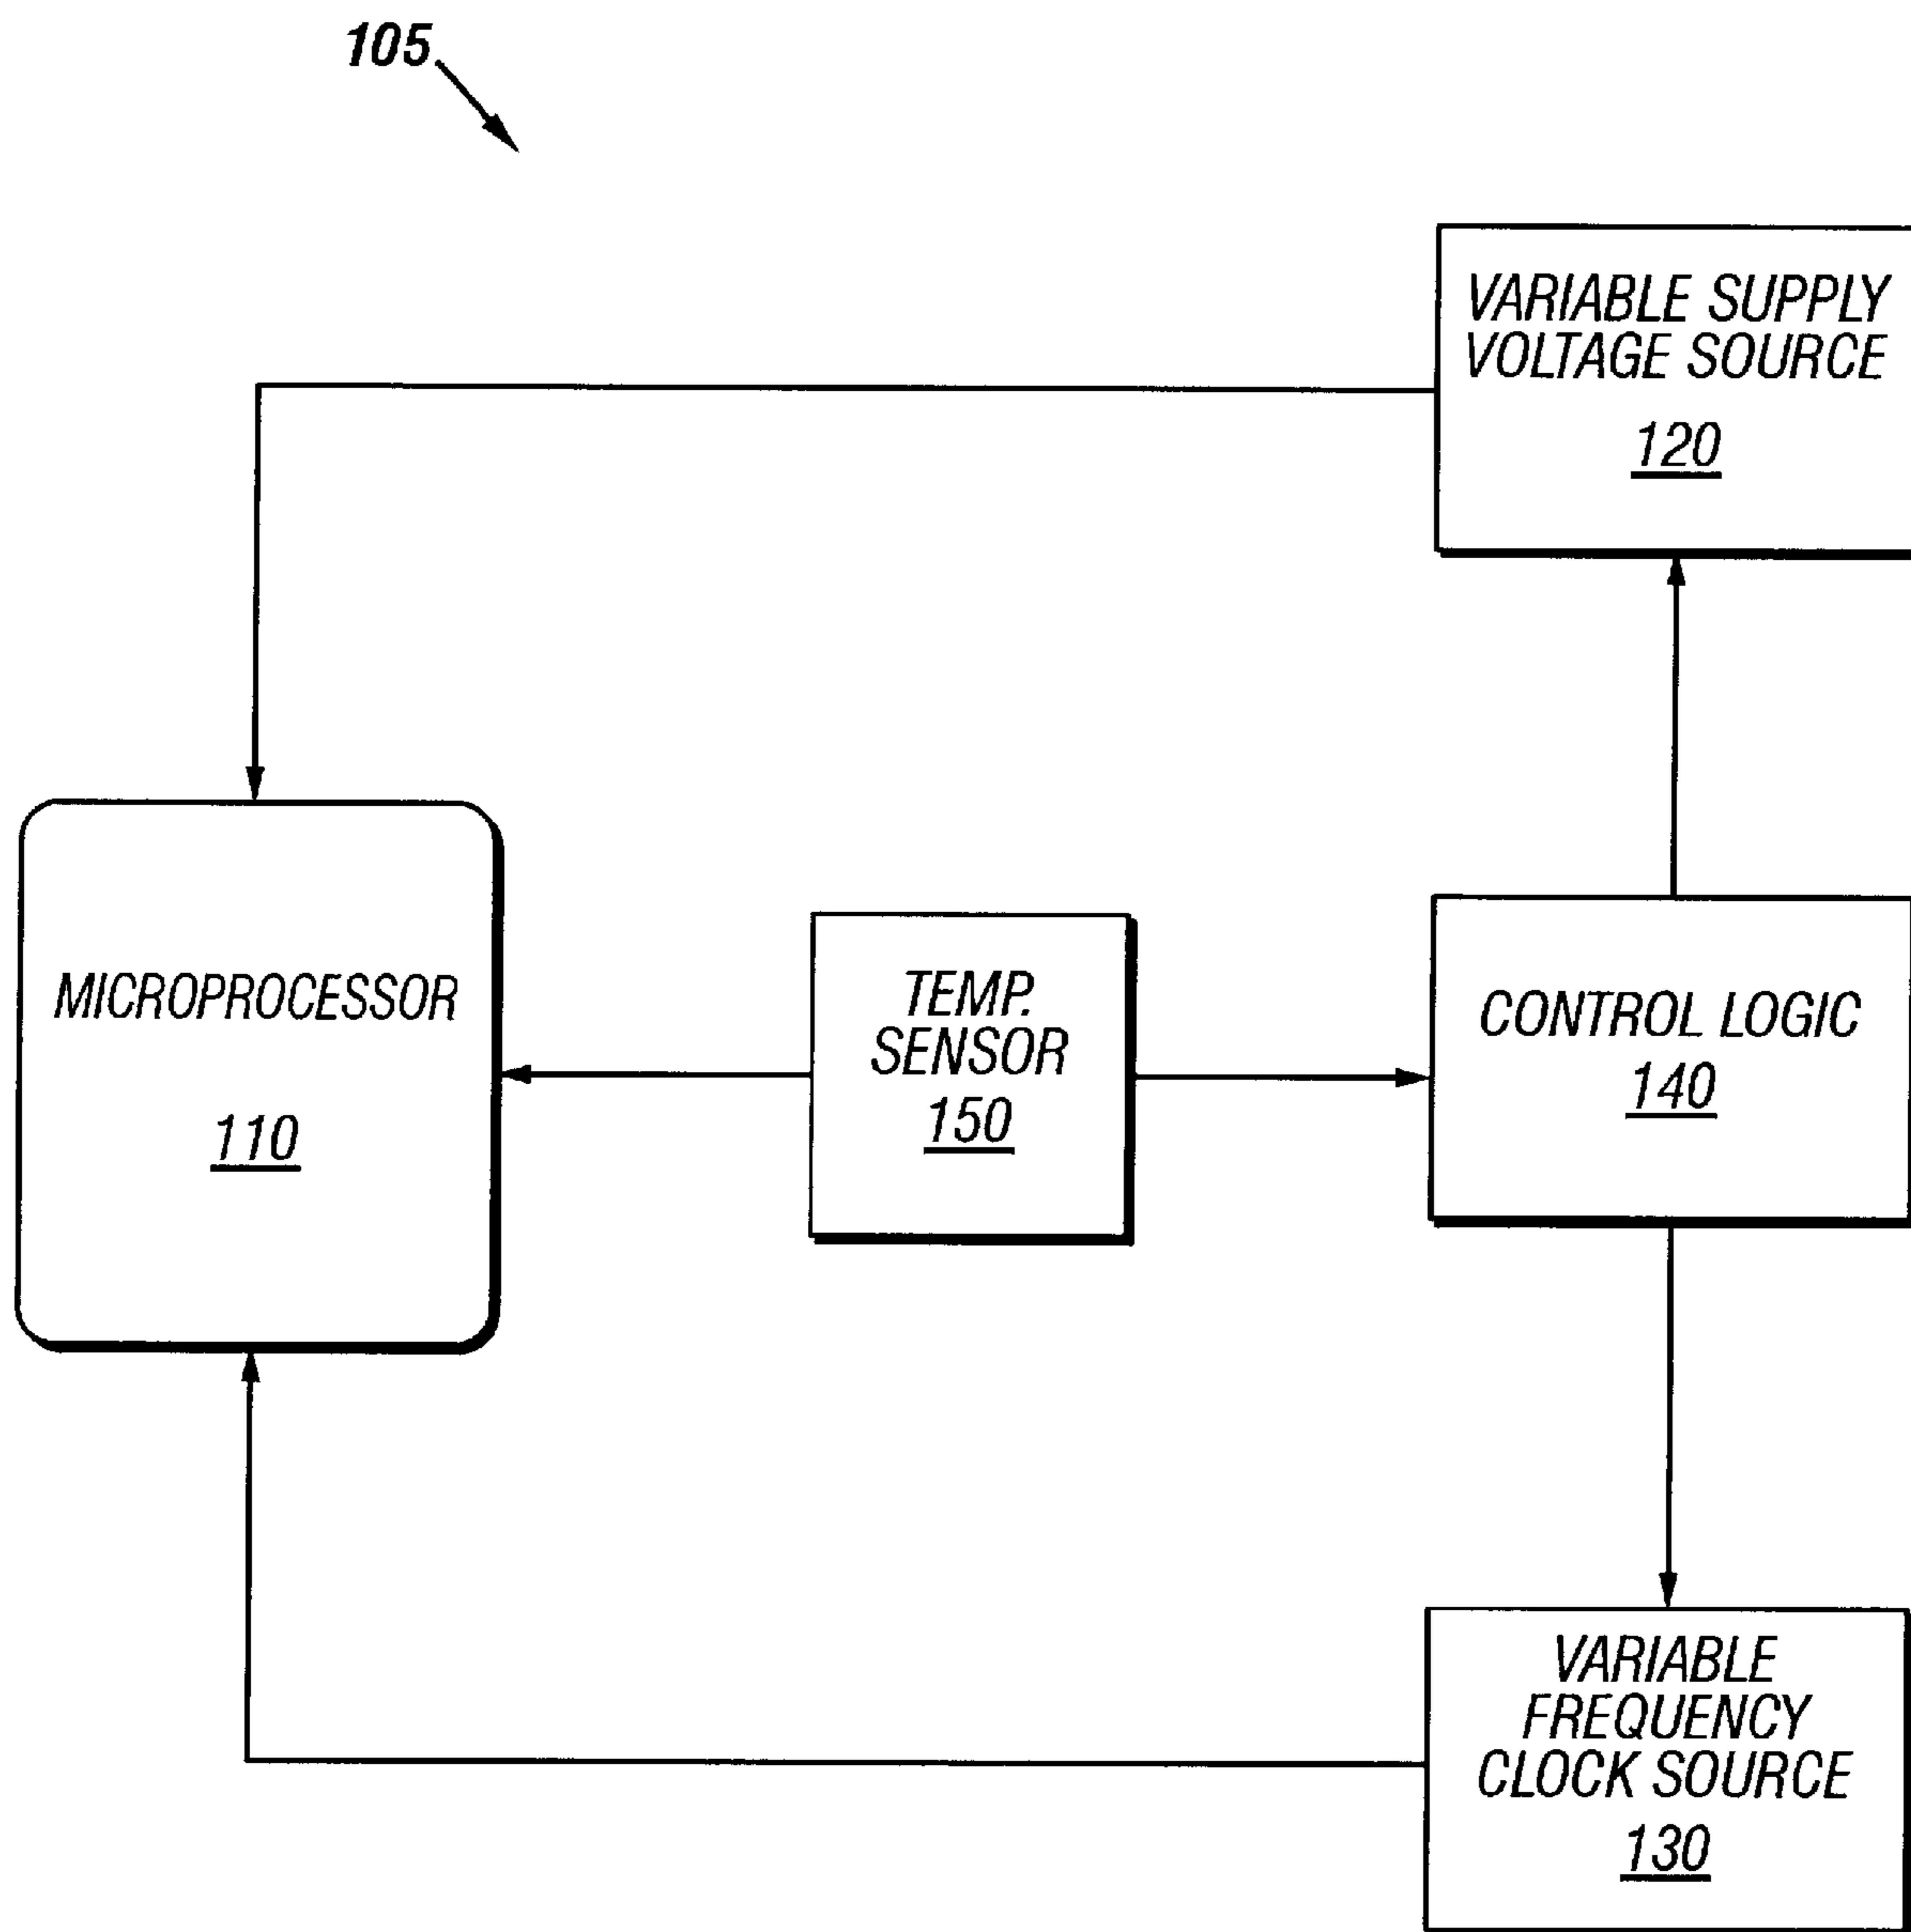 105
VARIABLE SUPPLY
VOLTAGE SOURCE
120
MICROPROCESSOR
110
TEMP.
SENSOR
150
CONTROL LOGIC
140
VARIABLE
FREQUENCY
CLOCK SOURCE
130